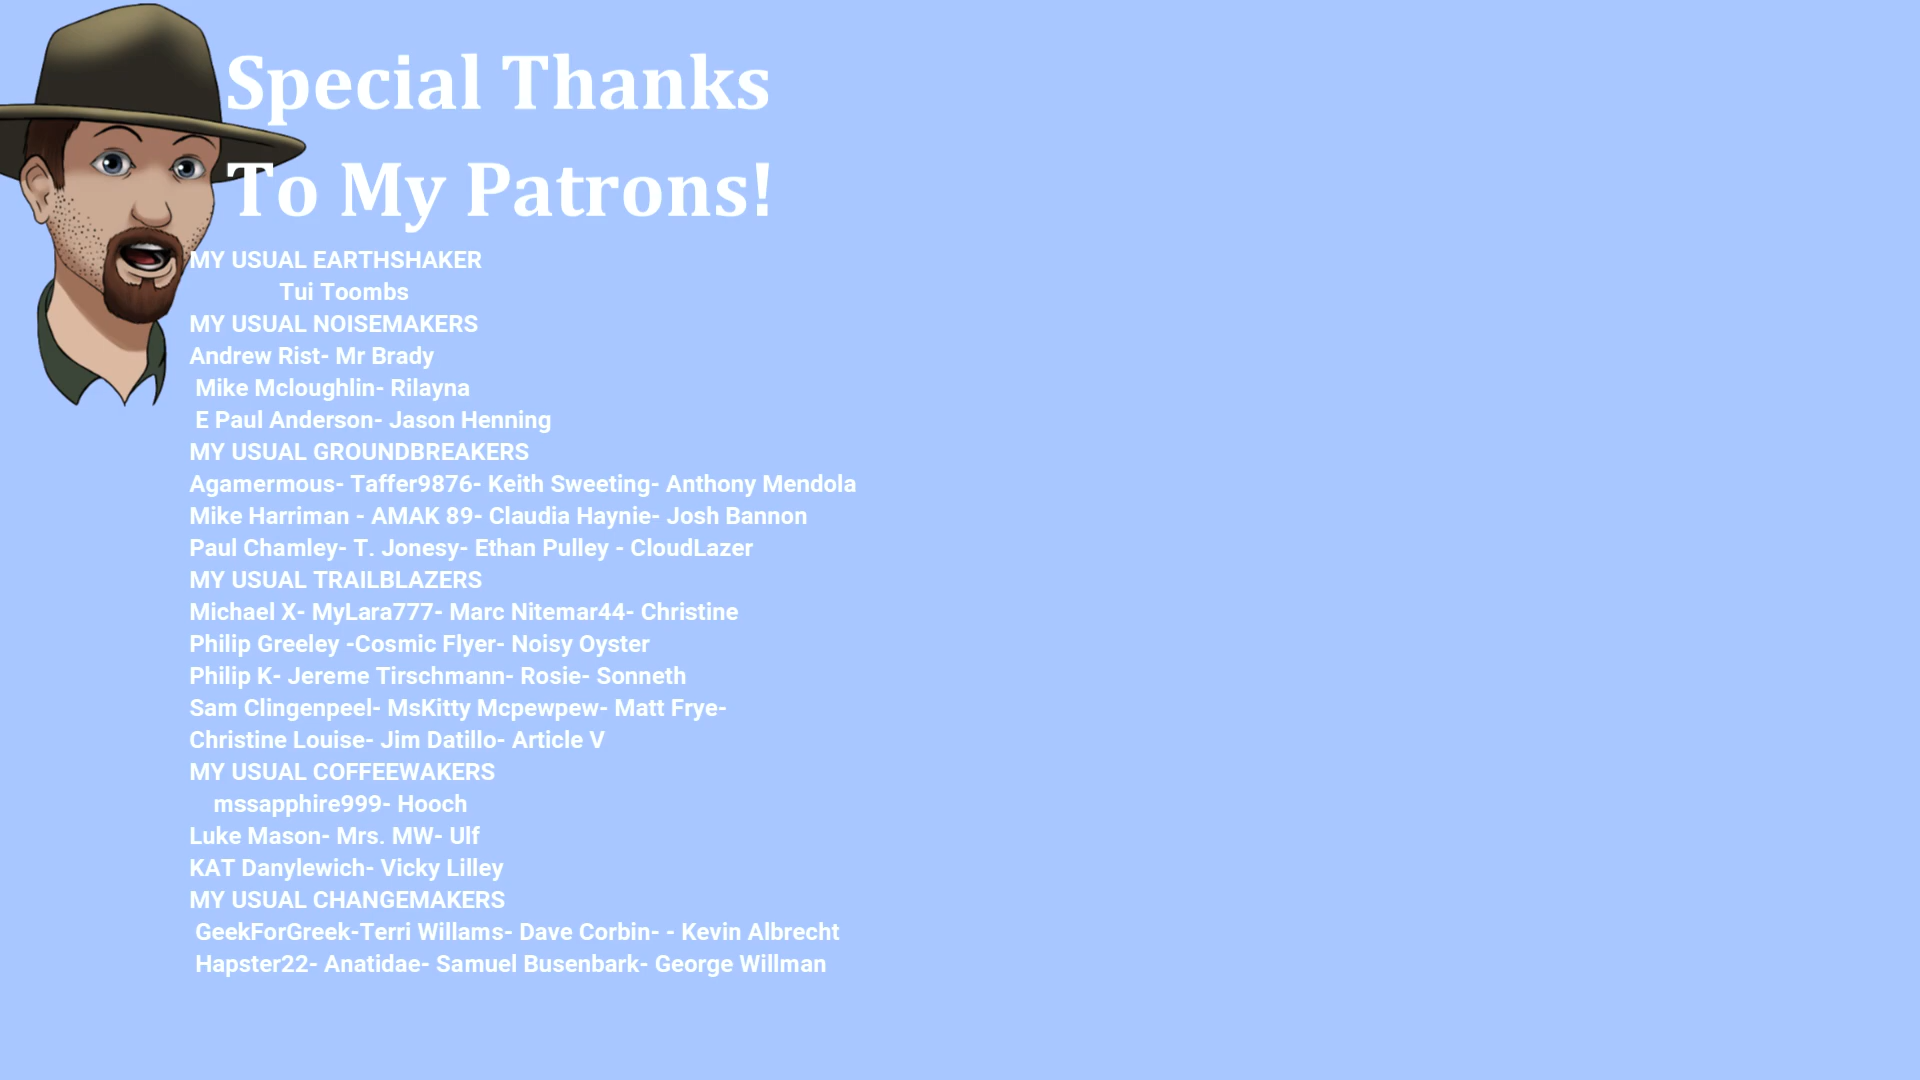 Special Thanks
To My Patrons!
MY USUAL EARTHSHAKER
Tui Toombs
MY USUAL NOISEMAKERS
Andrew Rist- Mr Brady
Mike Mcloughlin- Rilayna
E Paul Anderson- Jason Henning
MY USUAL GROUNDBREAKERS
Agamermous- Taffer9876- Keith Sweeting- Anthony Mendola
Mike Harriman - AMAK 89- Claudia Haynie- Josh Bannon
Paul Chamley- T. Jonesy- Ethan Pulley - CloudLazer
MY USUAL TRAILBLAZERS
Michael X- MyLara777- Marc Nitemar44- Christine
Philip Greeley -Cosmic Flyer- Noisy Oyster
Philip K- Jereme Tirschmann- Rosie- Sonneth
Sam Clingenpeel- MsKitty Mcpewpew- Matt Frye-
Christine Louise- Jim Datillo- Article V
MY USUAL COFFEEWAKERS
mssapphire999- Hooch
Luke Mason- Mrs. MW- Ulf
KAT Danylewich- Vicky Lilley
MY USUAL CHANGEMAKERS
GeekForGreek-Terri Willams- Dave Corbin- - Kevin Albrecht
Hapster22- Anatidae- Samuel Busenbark- George Willman